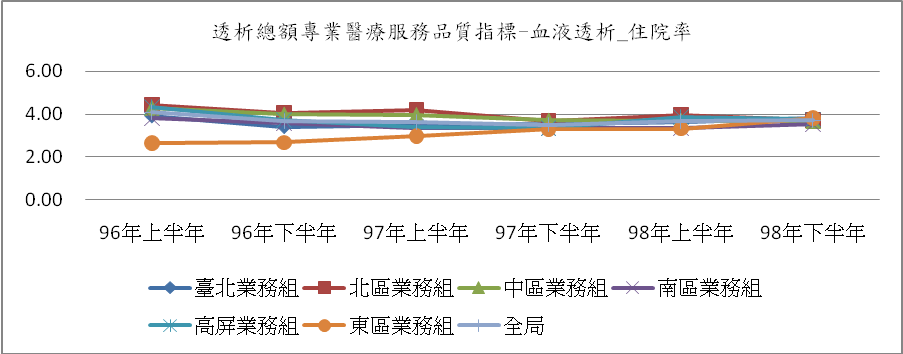 透析總額專業醫療服務品質指標-血液透析_住院率
6.00
4.00
2.00
0.00
96年上半年 96年下半年 97年上半年 97年下半年 98年上半年 98年下半年
臺北業務組 北區業務組 中區業務組 南區業務組
高屏業務組 東區業務組 全局